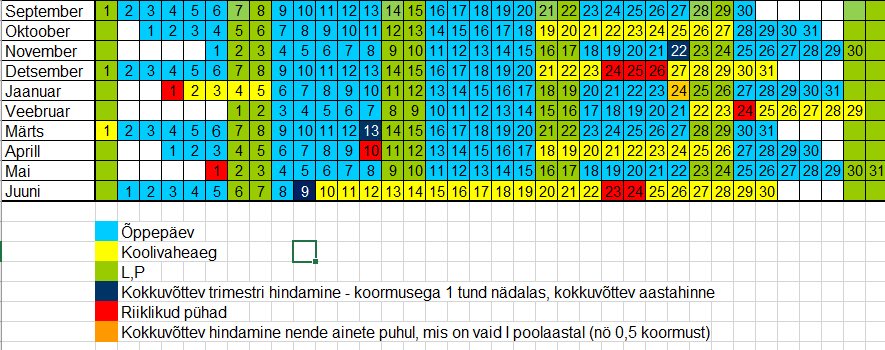 September 1 2 3 4 5 6 7 8 9 10 11 12 13 14 15 16 17 18 19 20 21 22 23 24 25 26 27 28 29 30
Oktoober 1 2 3 4 5 6 7 8 9 10 11 12 13 14 15 16 17 18 19 20 21 22 23 24 25 26 27 28 29 30 31
November 1 2 3 4 5 6 7 8 9 10 11 12 13 14 15 16 17 18 19 20 21 22 23 24 25 26 27 28 29 30
Detsember 1 2 3 4 5 6 7 8 9 10 11 12 13 14 15 16 17 18 19 20 21 22 23 24 25 26 27 28 29 30 31
Jaanuar 1 2 3 4 5 6 7 8 9 10 11 12 13 14 15 16 17 18 19 20 21 22 23 24 25 26 27 28 29 30 31
Veebruar 1 2 3 4 5 6 7 8 9 10 11 12 13 14 15 16 17 18 19 20 21 22 23 24 25 26 27 28 29
Märts 1 2 3 4 5 6 7 8 9 10 11 12 13 14 15 16 17 18 19 20 21 22 23 24 25 26 27 28 29 30 31
Aprill 1 2 3 4 5 6 7 8 9 10 11 12 13 14 15 16 17 18 19 20 21 22 23 24 25 26 27 28 29 30
Mai 1 2 3 4 5 6 7 8 9 10 11 12 13 14 15 16 17 18 19 20 21 22 23 24 25 26 27 28 29 30 31
Juuni 1 2 3 4 5 6 7 8 9 10 11 12 13 14 15 16 17 18 19 20 21 22 23 24 25 26 27 28 29 30
Õppepäev
Koolivaheaeg
L,P
Kokkuvõttev trimestri hindamine - koormusega 1 tund nädalas, kokkuvõttev aastahinne
Riiklikud pühad
Kokkuvõttev hindamine nende ainete puhul, mis on vaid I poolaastal (nö 0,5 koormust)